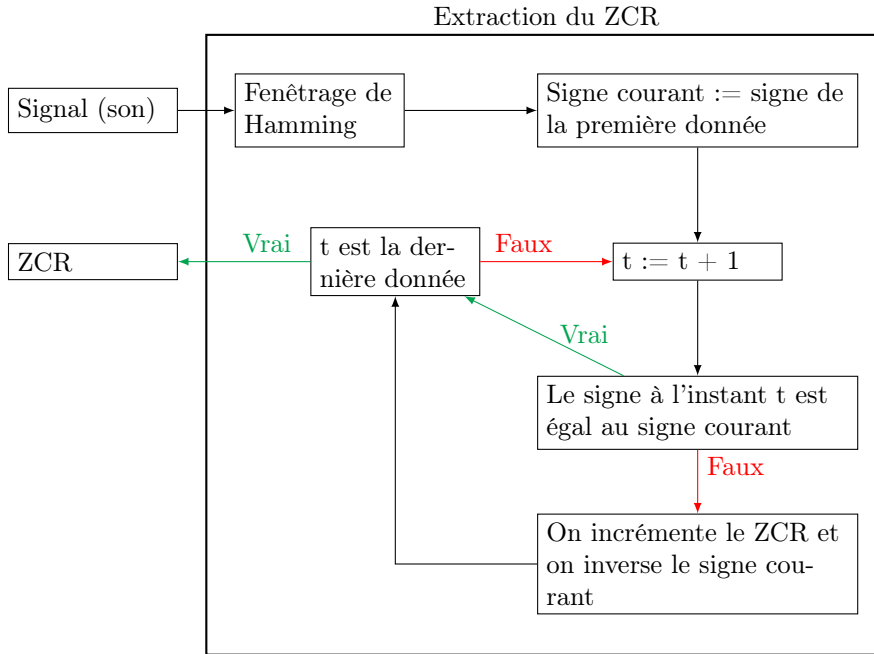 Extraction du ZCR
Signal (son)
Fenêtrage de
Hamming
Signe courant := signe de
la première donnée
ZCR
Vrai
t est la der-
nière donnée
Faux
t := t + 1
Vrai
Le signe à l'instant t est
égal au signe courant
Faux
On incrémente le ZCR et
on inverse le signe cou-
rant